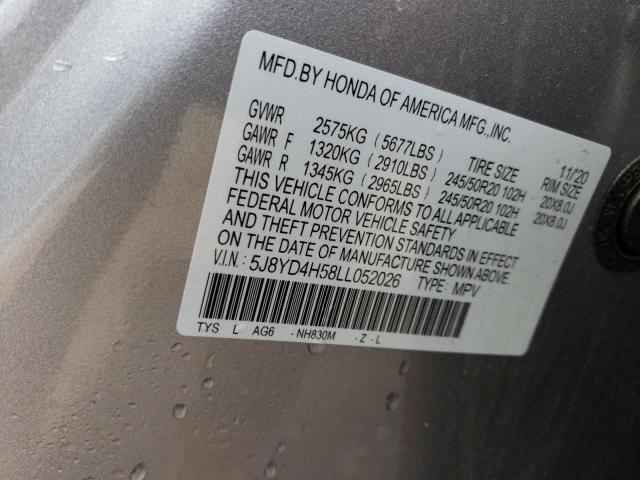 MFD.BY HONDA OF AMERICA MFG.,INC.
11/20
GVWR 2575KG (5677LBS) TIRE SIZE RIM SIZE
GAWR F 1320KG (2910LBS) 245/50R20 102H 20X8.0J
GAWR R 1345KG (2965LBS) 245/50R20 102H 20X8.0J
THIS VEHICLE CONFORMS TO ALL APPLICABLE
FEDERAL MOTOR VEHICLE SAFETY
AND THEFT PREVENTION STANDARDS IN EFFECT
ON THE DATE OF MANUFACTURE SHOWN ABOVE.
V.I.N: 5J8YD4H58LL052026 TYPE: MPV
TYS L AG6 -NH830M -Z-L